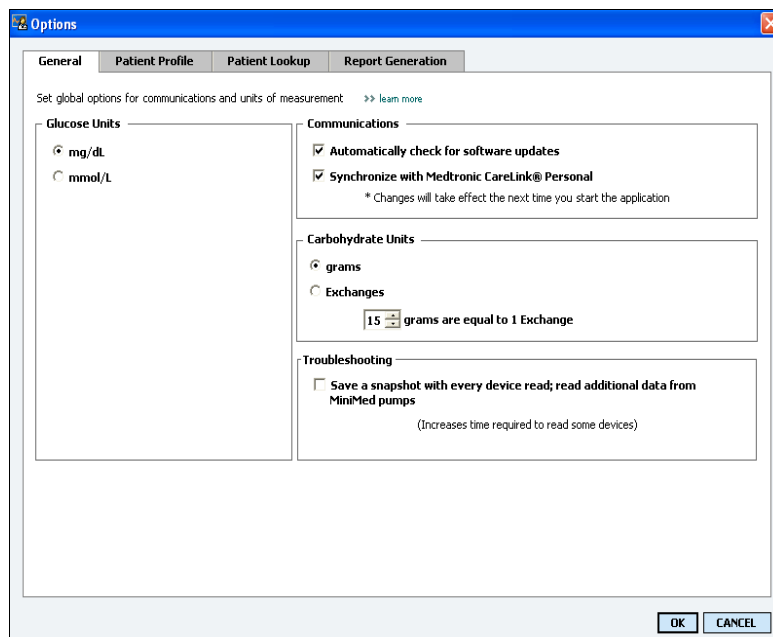 Options
General
Patient Profile
Patient Lookup
Report Generation
Set global options for communications and units of measurement >> learn more
Glucose Units
mg/dL
mmol/L
Communications
Automatically check for software updates
Synchronize with Medtronic CareLink® Personal
* Changes will take effect the next time you start the application
Carbohydrate Units
grams
Exchanges
15 grams are equal to 1 Exchange
Troubleshooting
Save a snapshot with every device read; read additional data from
MiniMed pumps
(Increases time required to read some devices)
OK
CANCEL